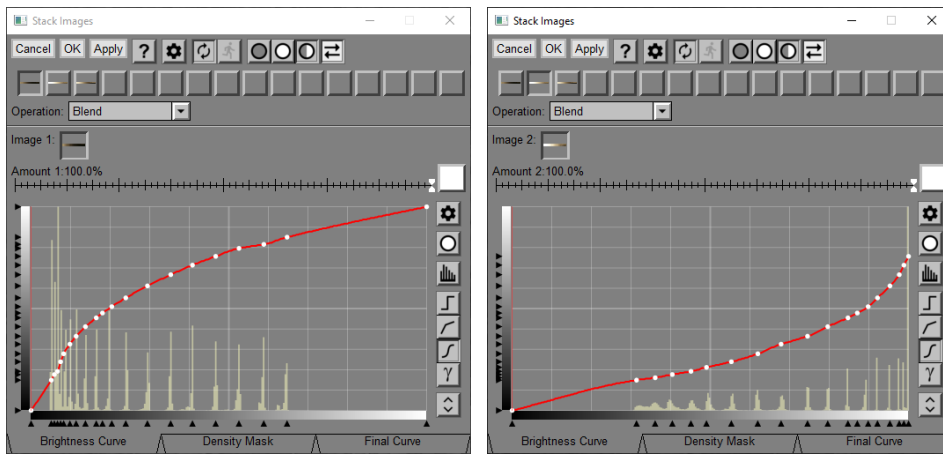 Stack Images
Cancel OK Apply ?
Operation: Blend
Image 1:
Amount 1:100.0%
γ
Brightness Curve Density Mask Final Curve
Stack Images
Cancel OK Apply ?
Operation: Blend
Image 2:
Amount 2:100.0%
γ
Brightness Curve Density Mask Final Curve